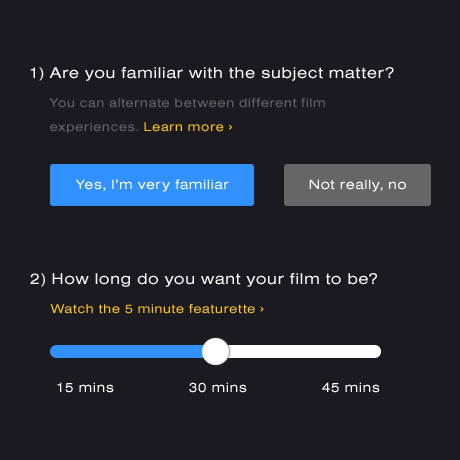 1) Are you familiar with the subject matter?
You can alternate between different film
experiences. Learn more ›
Yes, I'm very familiar
Not really, no
2) How long do you want your film to be?
Watch the 5 minute featurette ›
15 mins 30 mins 45 mins